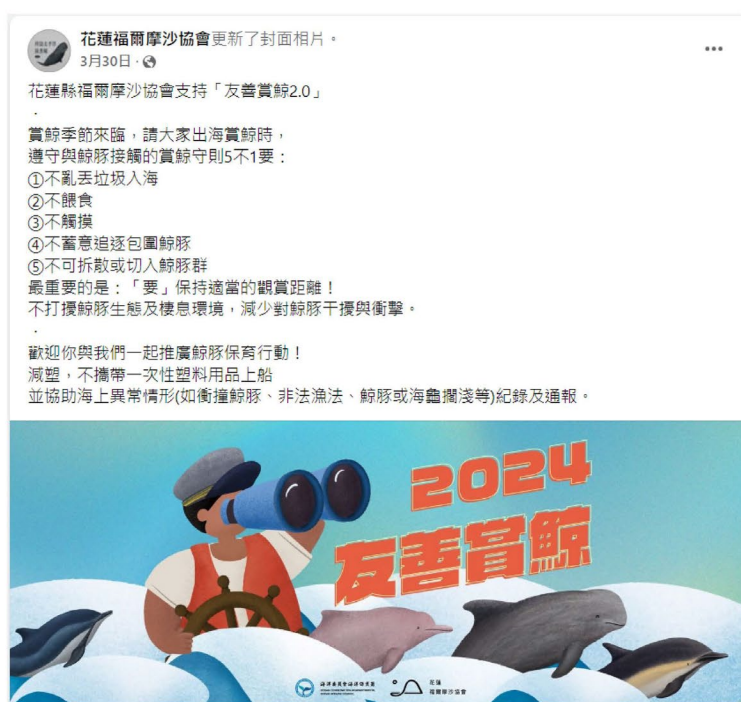 花蓮福爾摩沙協會更新了封面相片。
3月30日·
花蓮縣福爾摩沙協會支持「友善賞鯨2.0」
.
賞鯨季節來臨，請大家出海賞鯨時，
遵守與鯨豚接觸的賞鯨守則5不1要：
①不亂丟垃圾入海
②不餵食
③不觸摸
④不蓄意追逐包圍鯨豚
⑤不可拆散或切入鯨豚群
最重要的是：「要」保持適當的觀賞距離！
不打擾鯨豚生態及棲息環境，減少對鯨豚干擾與衝擊。
.
歡迎你與我們一起推廣鯨豚保育行動！
減塑，不攜帶一次性塑料用品上船
並協助海上異常情形(如衝撞鯨豚、非法漁法、鯨豚或海龜擱淺等)紀錄及通報。
2024
友善賞鯨
海洋委員會海洋保育署
花蓮
福爾摩沙協會